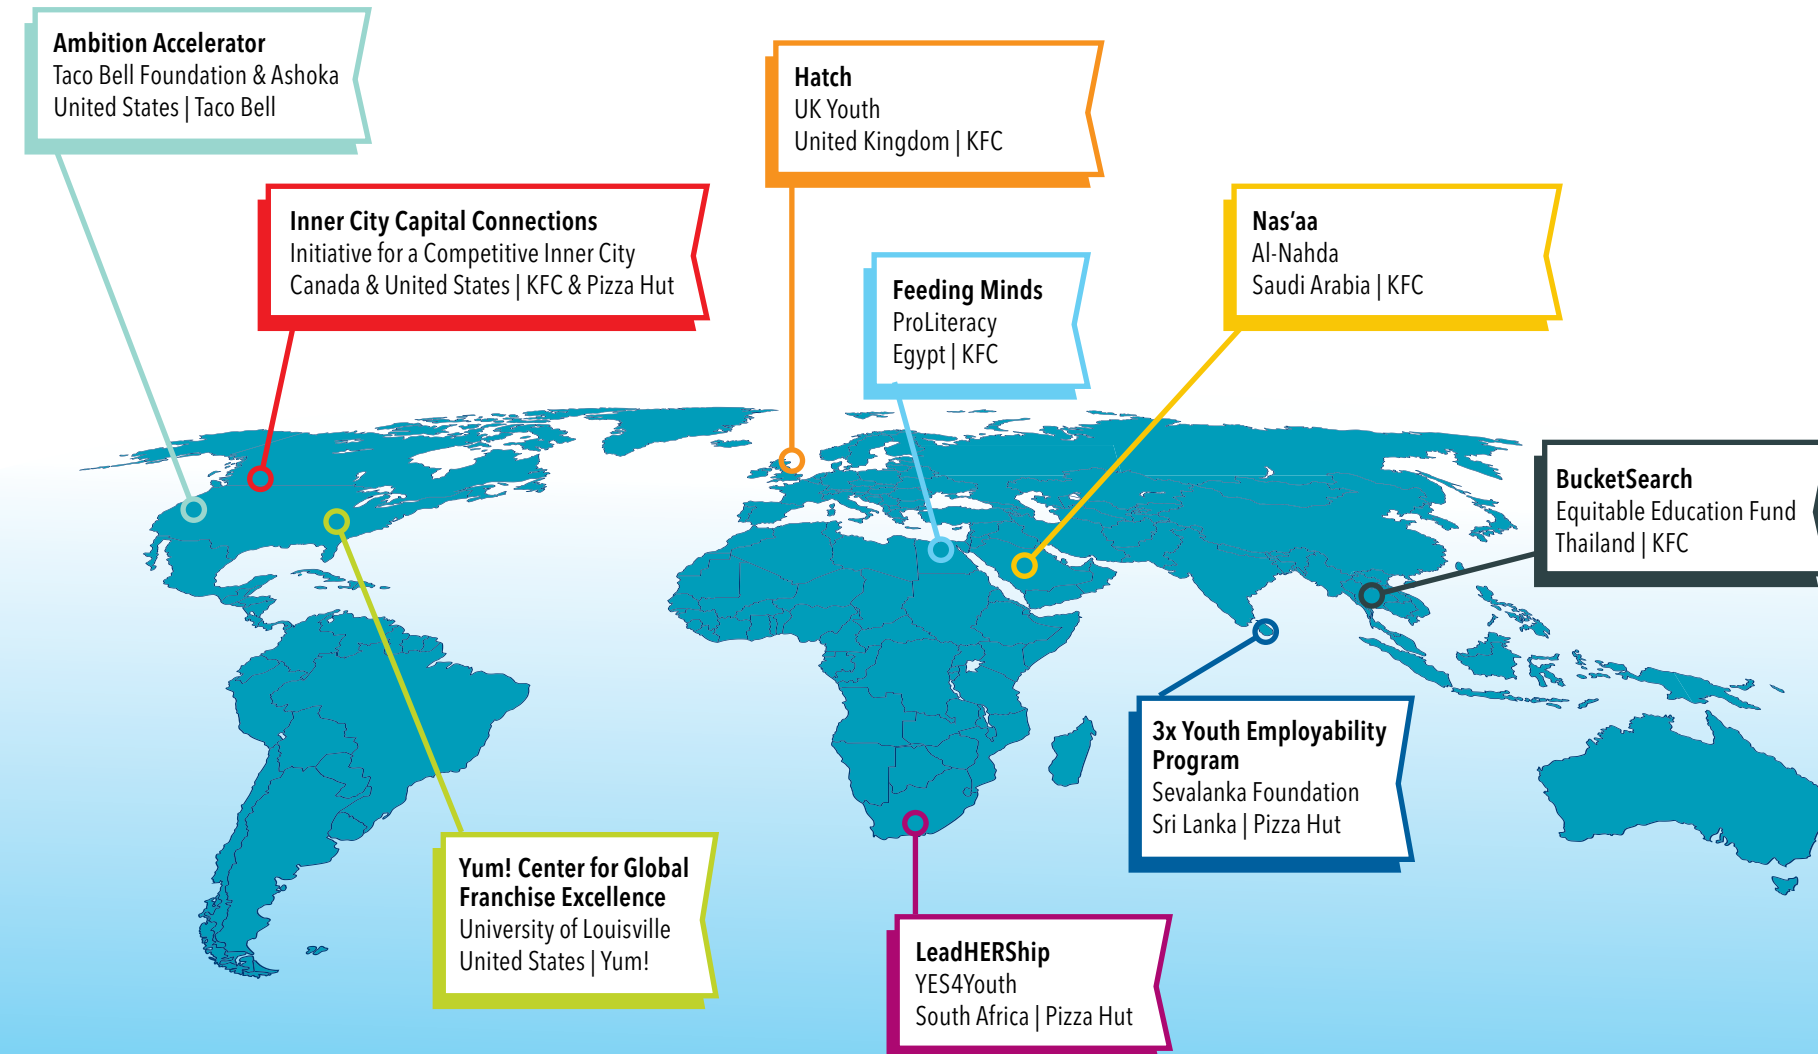 Ambition Accelerator
Taco Bell Foundation & Ashoka
United States | Taco Bell
Hatch
UK Youth
United Kingdom | KFC
Inner City Capital Connections
Initiative for a Competitive Inner City
Canada & United States | KFC & Pizza Hut
Nas'aa
Al-Nahda
Saudi Arabia | KFC
Feeding Minds
ProLiteracy
Egypt | KFC
BucketSearch
Equitable Education Fund
Thailand | KFC
3x Youth Employability
Program
Sevalanka Foundation
Sri Lanka | Pizza Hut
Yum! Center for Global
Franchise Excellence
University of Louisville
United States | Yum!
LeadHERShip
YES4Youth
South Africa | Pizza Hut